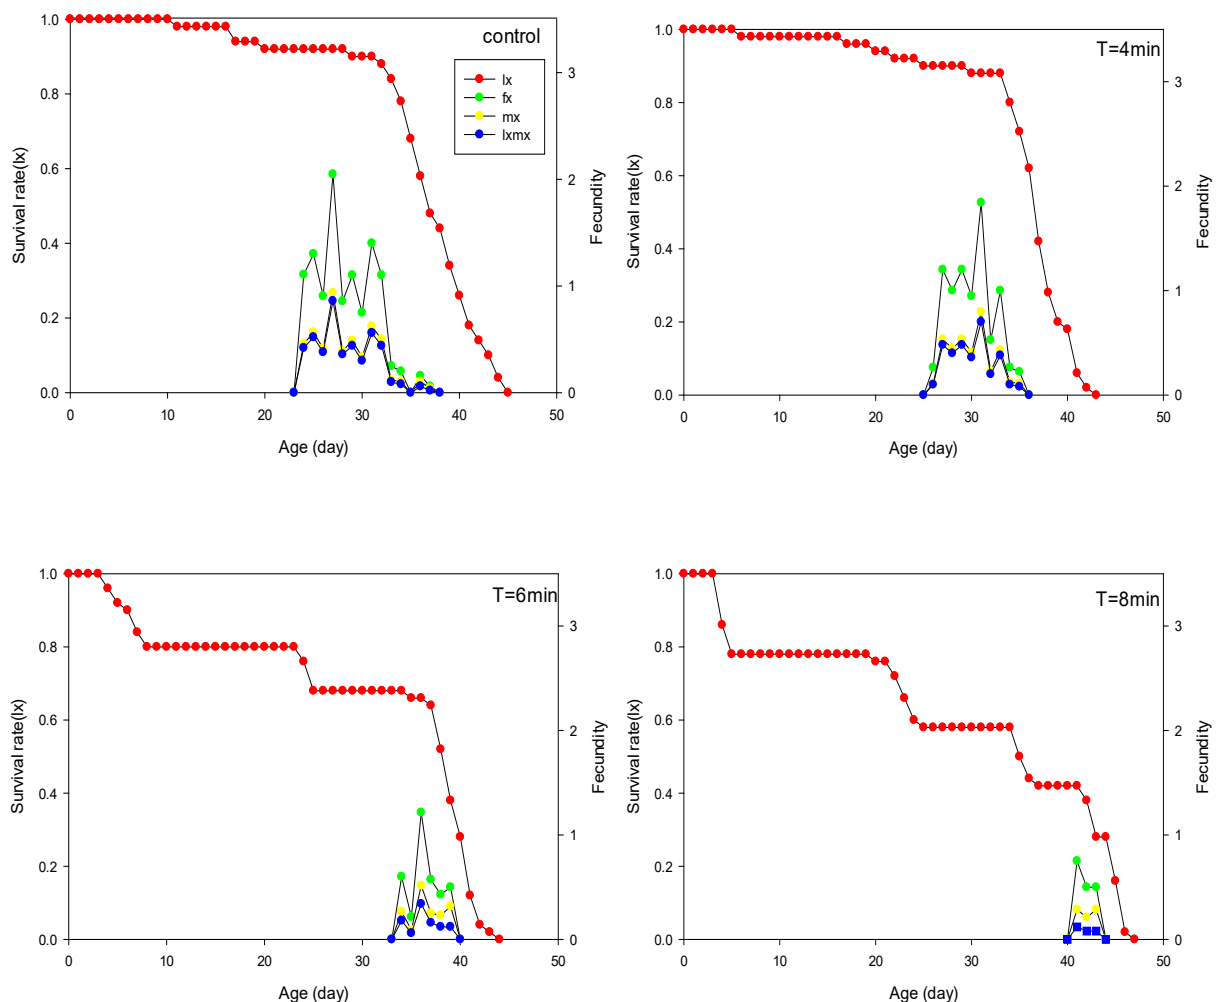 control
lx
fx
mx
lxmx
1.0
0.8
0.6
0.4
0.2
0.0
Survival rate(lx)
3
2
1
0
Fecundity
0 10 20 30 40 50
Age (day)
T=4min
1.0
0.8
0.6
0.4
0.2
0.0
Survival rate(lx)
3
2
1
0
Fecundity
0 10 20 30 40 50
Age (day)
T=6min
1.0
0.8
0.6
0.4
0.2
0.0
Survival rate(lx)
3
2
1
0
Fecundity
0 10 20 30 40 50
Age (day)
T=8min
1.0
0.8
0.6
0.4
0.2
0.0
Survival rate(lx)
3
2
1
0
Fecundity
0 10 20 30 40 50
Age (day)